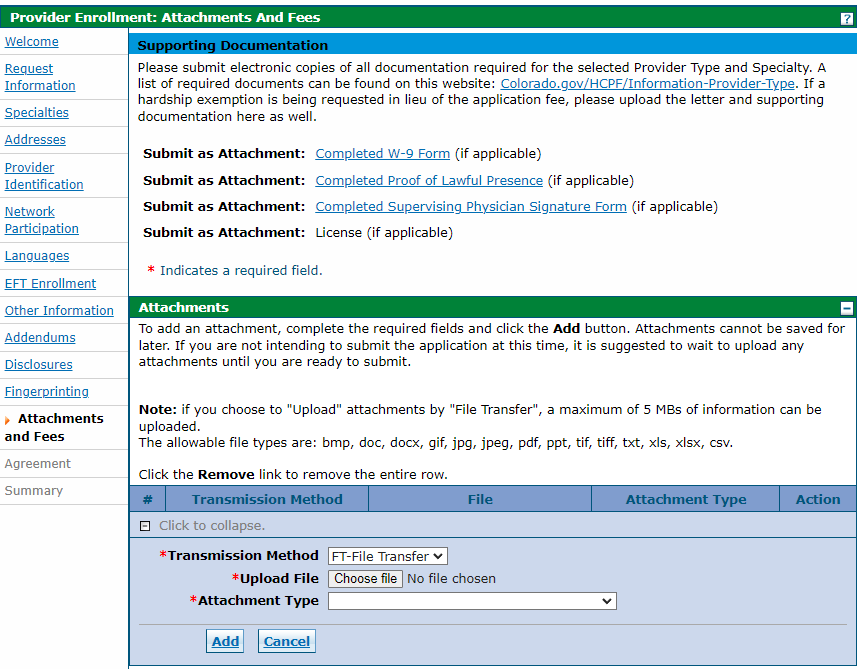 Provider Enrollment: Attachments And Fees
?
Welcome
Request
Information
Specialties
Addresses
Provider
Identification
Network
Participation
Languages
EFT Enrollment
Other Information
Addendums
Disclosures
Fingerprinting
Attachments
and Fees
Agreement
Summary
Supporting Documentation
Please submit electronic copies of all documentation required for the selected Provider Type and Specialty. A
list of required documents can be found on this website: Colorado.gov/HCPF/Information-Provider-Type. If a
hardship exemption is being requested in lieu of the application fee, please upload the letter and supporting
documentation here as well.
Submit as Attachment: Completed W-9 Form (if applicable)
Submit as Attachment: Completed Proof of Lawful Presence (if applicable)
Submit as Attachment: Completed Supervising Physician Signature Form (if applicable)
Submit as Attachment: License (if applicable)
* Indicates a required field.
Attachments
To add an attachment, complete the required fields and click the Add button. Attachments cannot be saved for
later. If you are not intending to submit the application at this time, it is suggested to wait to upload any
attachments until you are ready to submit.
Note: if you choose to "Upload" attachments by "File Transfer", a maximum of 5 MBs of information can be
uploaded.
The allowable file types are: bmp, doc, docx, gif, jpg, jpeg, pdf, ppt, tif, tiff, txt, xls, xlsx, csv.
Click the Remove link to remove the entire row.
# Transmission Method File Attachment Type Action
Click to collapse.
*Transmission Method FT-File Transfer
*Upload File Choose file No file chosen
*Attachment Type
Add Cancel